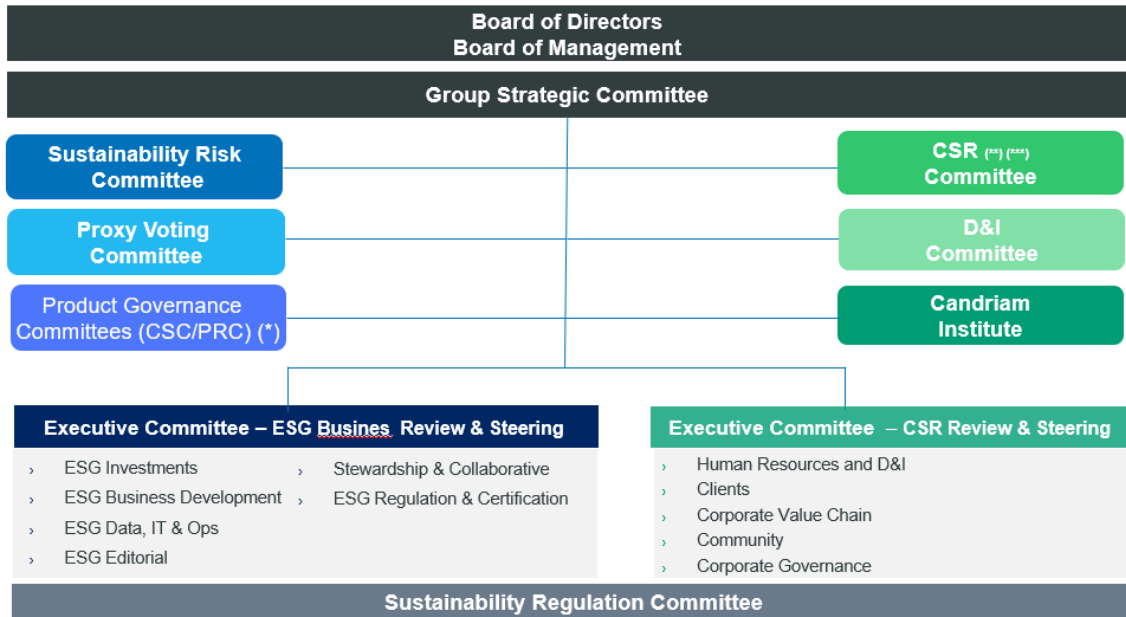 Board of Directors
Board of Management
Group Strategic Committee
Sustainability Risk
Committee
CSR (**) (***)
Committee
Proxy Voting
Committee
D&I
Committee
Product Governance
Committees (CSC/PRC) (*)
Candriam
Institute
Executive Committee – ESG Busines Review & Steering
› ESG Investments
› ESG Business Development
› ESG Data, IT & Ops
› ESG Editorial
› Stewardship & Collaborative
› ESG Regulation & Certification
Executive Committee – CSR Review & Steering
› Human Resources and D&I
› Clients
› Corporate Value Chain
› Community
› Corporate Governance
Sustainability Regulation Committee